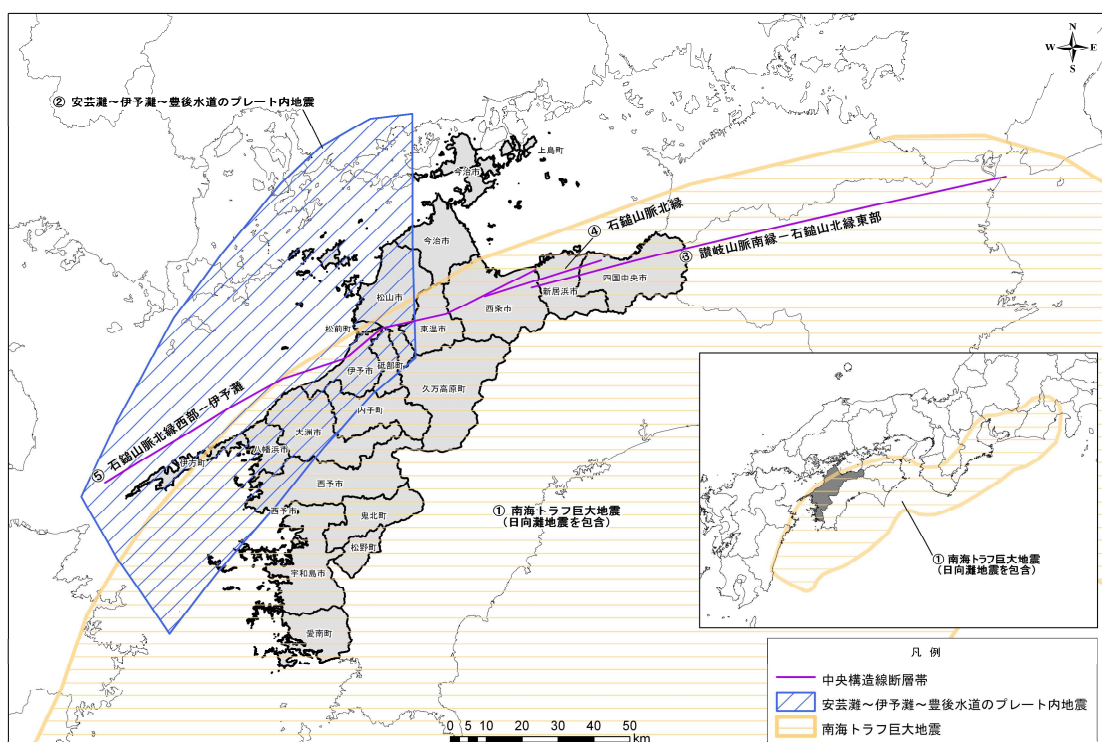 N
W E
S
② 安芸灘～伊予灘～豊後水道のプレート内地震
上島町
今治市
④ 石鎚山脈北縁
今治市
③ 讃岐山脈南縁－石鎚山北縁東部
四国中央市
新居浜市
松山市
西条市
松前町
東温市
砥部町
伊予市
久万高原町
⑤ 石鎚山脈北縁西部－伊予灘
内子町
大洲市
八幡浜市
伊方町
西予市
西予市
鬼北町
① 南海トラフ巨大地震
（日向灘地震を包含）
松野町
宇和島市
愛南町
① 南海トラフ巨大地震
（日向灘地震を包含）
凡 例
中央構造線断層帯
安芸灘～伊予灘～豊後水道のプレート内地震
南海トラフ巨大地震
0 5 10 20 30 40 50
km